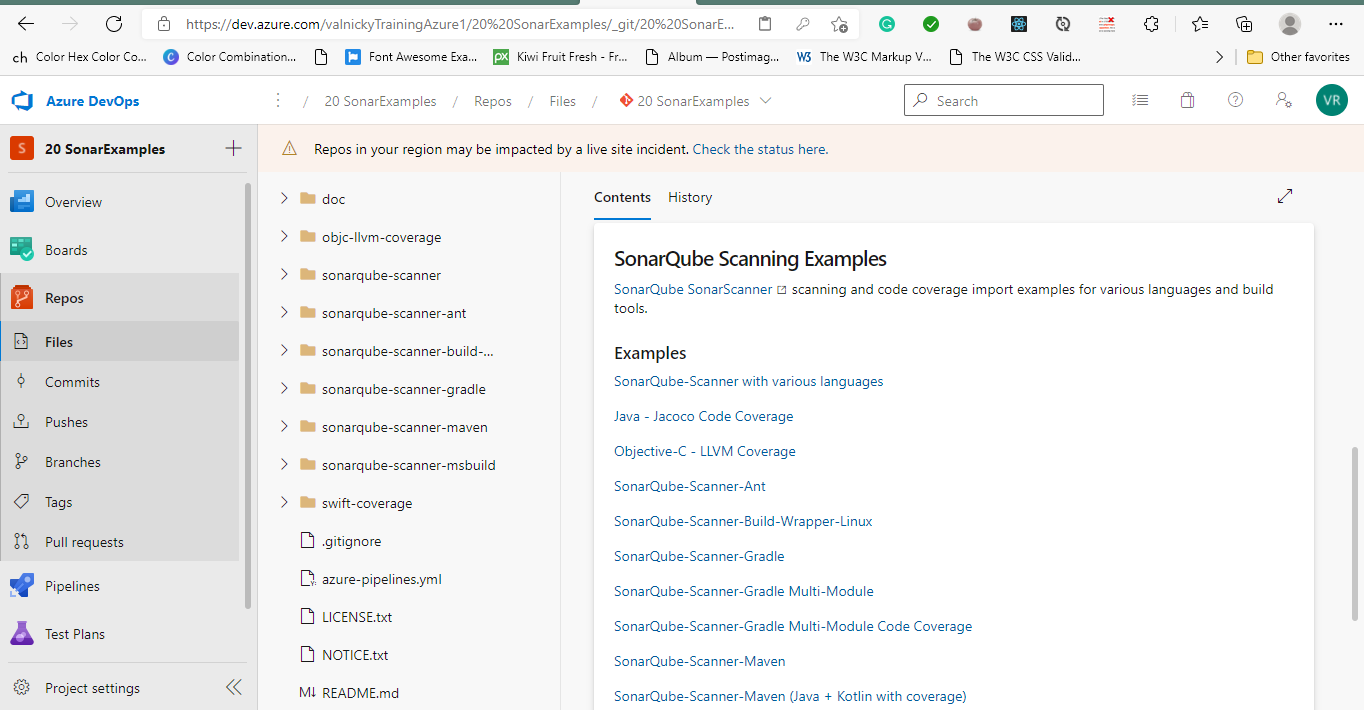 https://dev.azure.com/valnickyTrainingAzure1/20%20SonarExamples/_git/20%20SonarE...
ch Color Hex Color Co...
C Color Combination...
Font Awesome Exa...
px Kiwi Fruit Fresh - Fr...
Album — Postimag...
W3 The W3C Markup V...
The W3C CSS Valid...
Other favorites
Azure DevOps
/ 20 SonarExamples / Repos / Files / 20 SonarExamples
Search
VR
S 20 SonarExamples
Repos in your region may be impacted by a live site incident. Check the status here.
Overview
Boards
Repos
Files
Commits
Pushes
Branches
Tags
Pull requests
Pipelines
Test Plans
Project settings
doc
objc-llvm-coverage
sonarqube-scanner
sonarqube-scanner-ant
sonarqube-scanner-build-...
sonarqube-scanner-gradle
sonarqube-scanner-maven
sonarqube-scanner-msbuild
swift-coverage
.gitignore
azure-pipelines.yml
LICENSE.txt
NOTICE.txt
M↓ README.md
Contents History
SonarQube Scanning Examples
SonarQube SonarScanner scanning and code coverage import examples for various languages and build
tools.
Examples
SonarQube-Scanner with various languages
Java - Jacoco Code Coverage
Objective-C - LLVM Coverage
SonarQube-Scanner-Ant
SonarQube-Scanner-Build-Wrapper-Linux
SonarQube-Scanner-Gradle
SonarQube-Scanner-Gradle Multi-Module
SonarQube-Scanner-Gradle Multi-Module Code Coverage
SonarQube-Scanner-Maven
SonarQube-Scanner-Maven (Java + Kotlin with coverage)